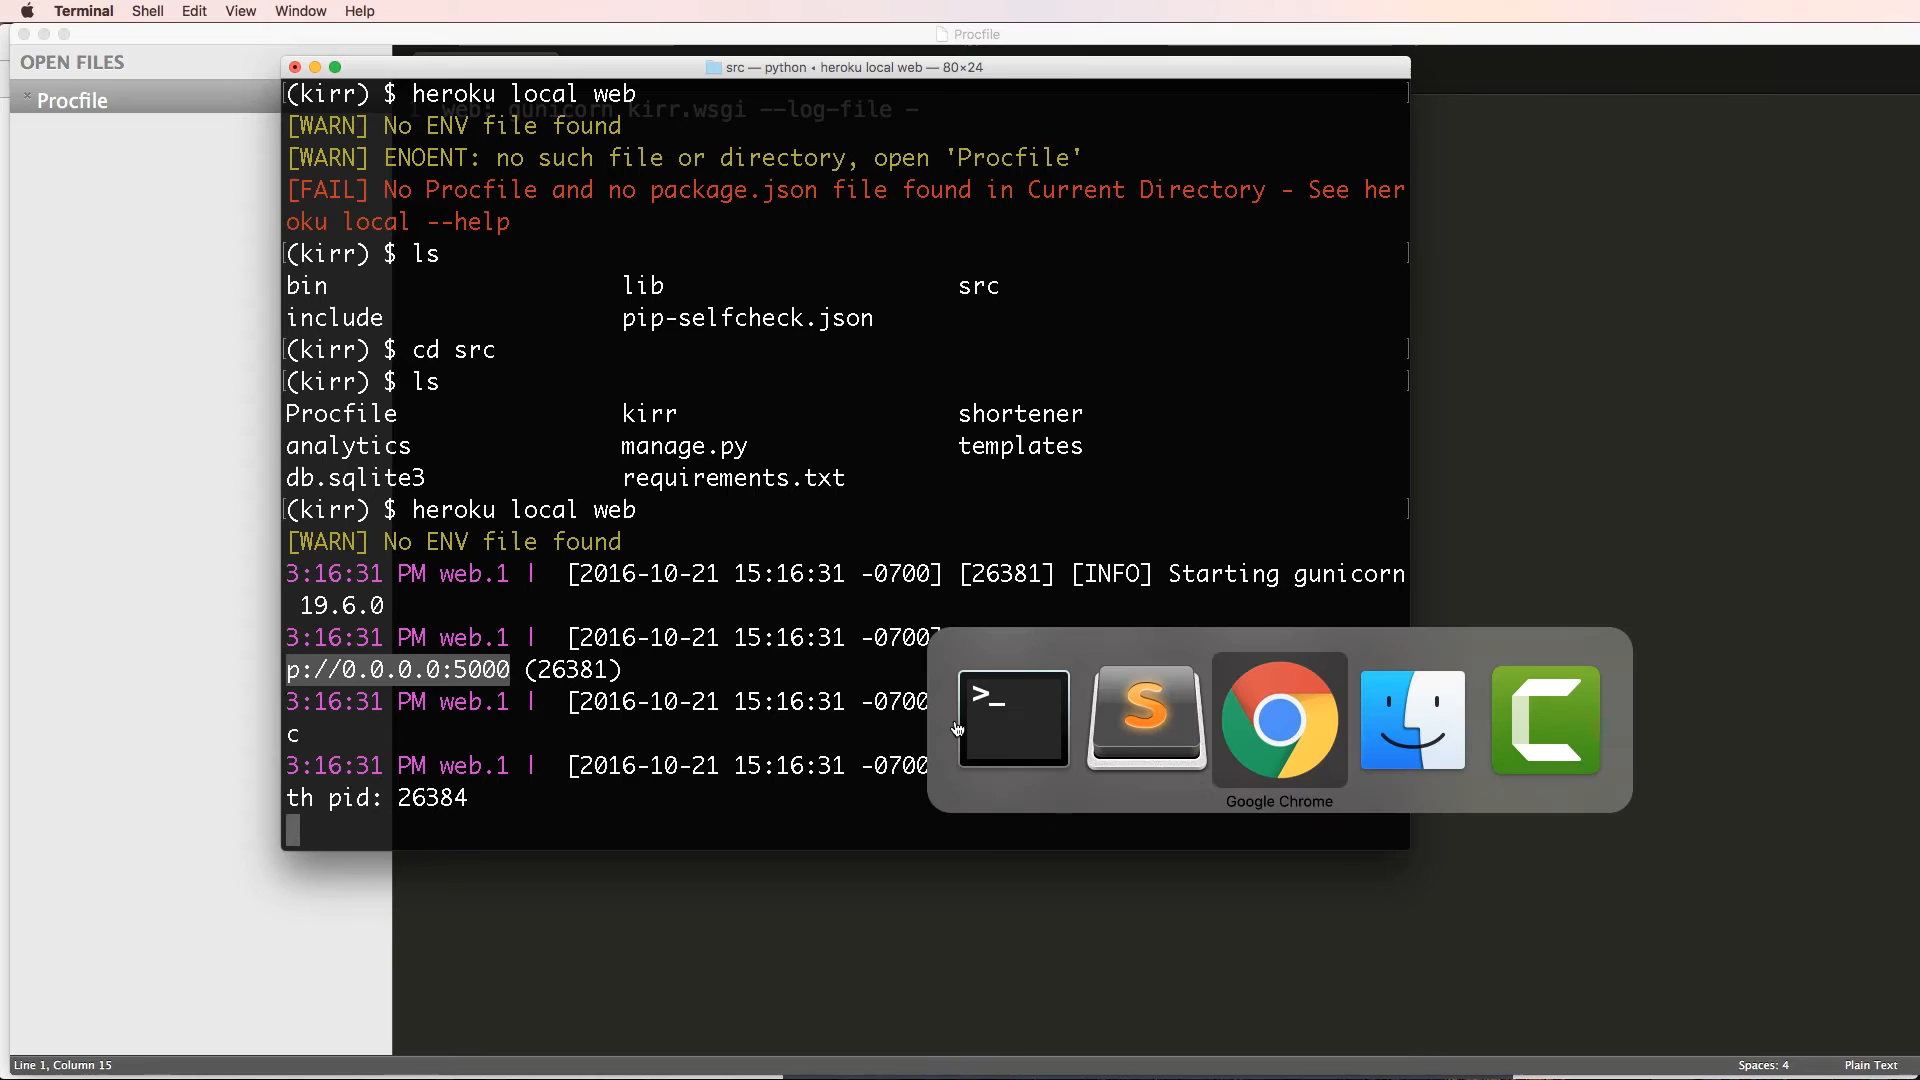 Terminal Shell Edit View Window Help
Procfile
OPEN FILES
× Procfile
src — python ◂ heroku local web — 80×24
1 web: gunicorn kirr.wsgi --log-file -
(kirr) $ heroku local web
[WARN] No ENV file found
[WARN] ENOENT: no such file or directory, open 'Procfile'
[FAIL] No Procfile and no package.json file found in Current Directory - See her
oku local --help
(kirr) $ ls
bin lib src
include pip-selfcheck.json
(kirr) $ cd src
(kirr) $ ls
Procfile kirr shortener
analytics manage.py templates
db.sqlite3 requirements.txt
(kirr) $ heroku local web
[WARN] No ENV file found
3:16:31 PM web.1 | [2016-10-21 15:16:31 -0700] [26381] [INFO] Starting gunicorn
19.6.0
3:16:31 PM web.1 | [2016-10-21 15:16:31 -0700]
p://0.0.0.0:5000 (26381)
3:16:31 PM web.1 | [2016-10-21 15:16:31 -0700
c
3:16:31 PM web.1 | [2016-10-21 15:16:31 -0700
th pid: 26384
>_
S
C
Google Chrome
Line 1, Column 15
Spaces: 4
Plain Text